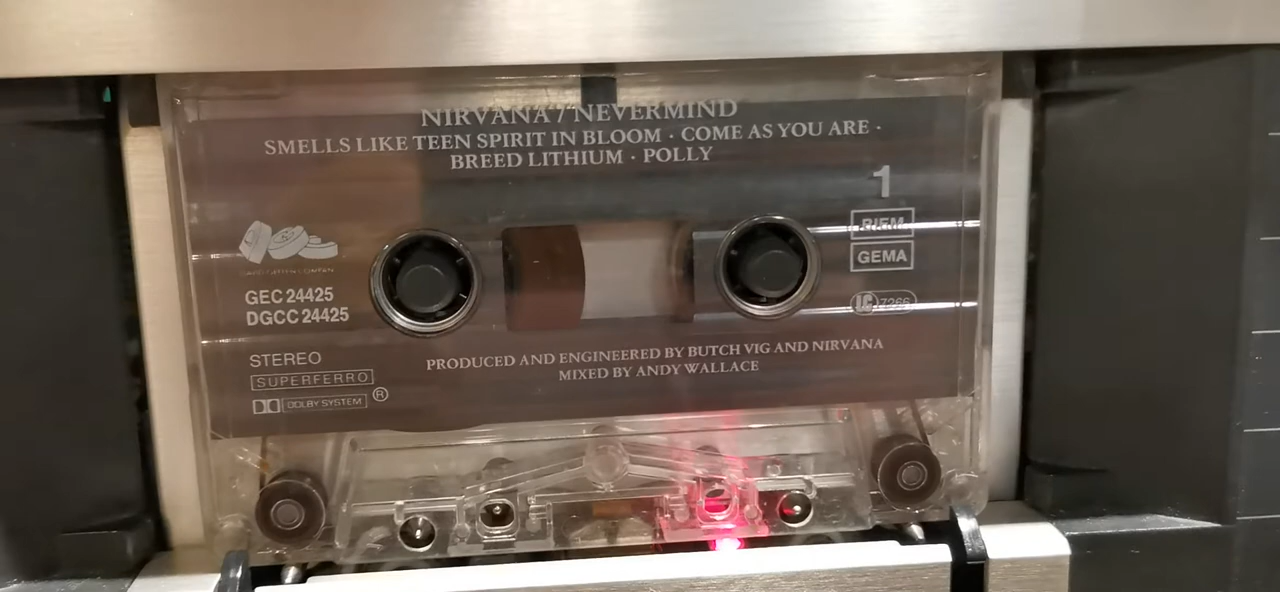 NIRVANA / NEVERMIND
SMELLS LIKE TEEN SPIRIT IN BLOOM · COME AS YOU ARE ·
BREED LITHIUM · POLLY
1
BIEM
GEMA
GEC 24425
DGCC 24425
LC 7266
STEREO
SUPERFERRO
DOLBY SYSTEM ®
PRODUCED AND ENGINEERED BY BUTCH VIG AND NIRVANA
MIXED BY ANDY WALLACE